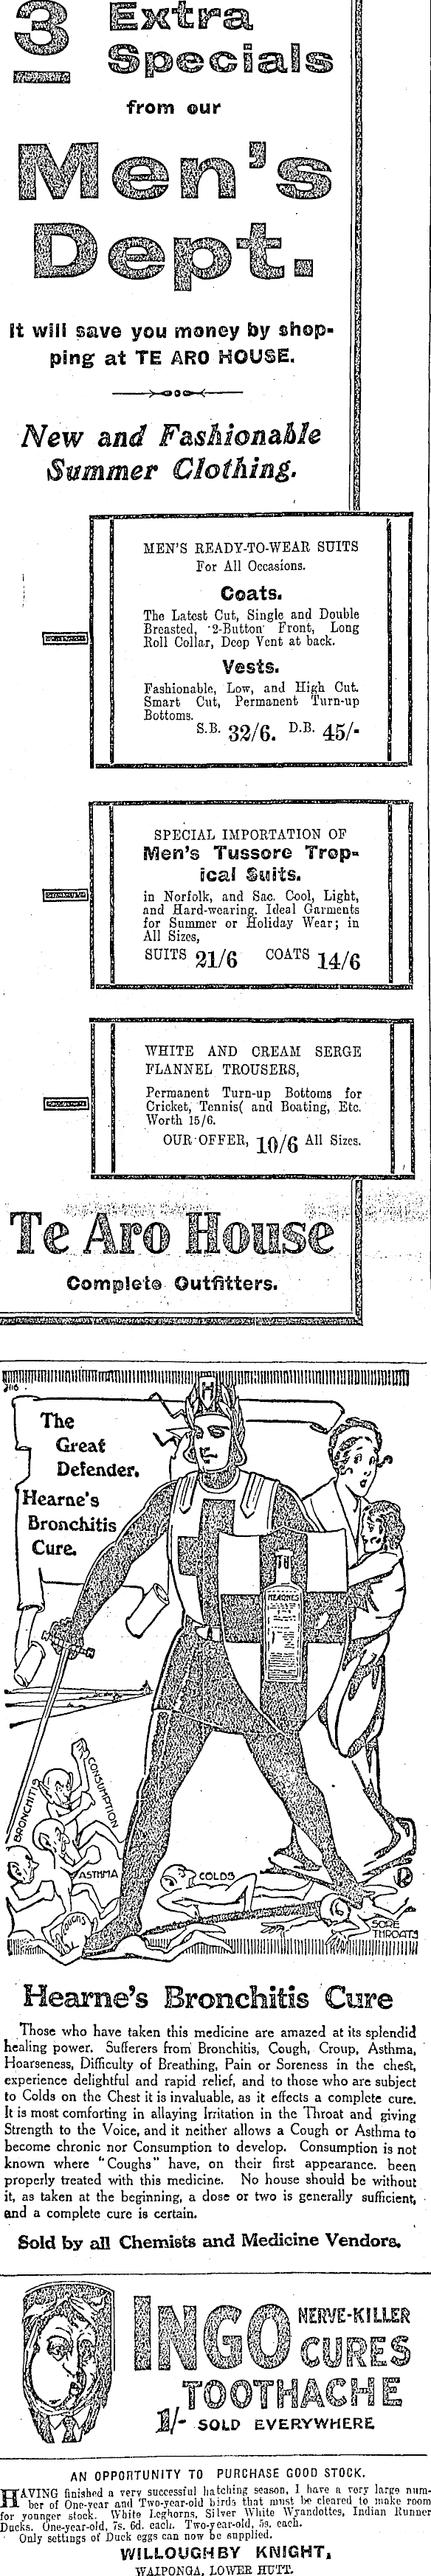 3 Extra
Specials
from our
Men's
Dept.
It will save you money by shop-
ping at TE ARO HOUSE.
New and Fashionable
Summer Clothing.
MEN'S READY-TO-WEAR SUITS
For All Occasions.
Coats.
The Latest Cut, Single and Double
Breasted, 2-Button Front, Long
Roll Collar, Deep Vent at back.
Vests.
Fashionable, Low, and High Cut.
Smart Cut, Permanent Turn-up
Bottoms.
S.B. 32/6. D.B. 45/-
SPECIAL IMPORTATION OF
Men's Tussore Trop-
ical Suits.
in Norfolk, and Sac. Cool, Light,
and Hard-wearing. Ideal Garments
for Summer or Holiday Wear; in
All Sizes,
SUITS 21/6 COATS 14/6
WHITE AND CREAM SERGE
FLANNEL TROUSERS,
Permanent Turn-up Bottoms for
Cricket, Tennis( and Boating, Etc.
Worth 15/6.
OUR OFFER, 10/6 All Sizes.
Te Aro House
Complete Outfitters.
The
Great
Defender.
Hearne's
Bronchitis
Cure.
H
HEARNE'S
BRONCHITIS
CONSUMPTION
ASTHMA
COUGHS
COLDS
SORE
THROATS
Hearne's Bronchitis Cure
Those who have taken this medicine are amazed at its splendid
healing power. Sufferers from Bronchitis, Cough, Croup, Asthma,
Hoarseness, Difficulty of Breathing, Pain or Soreness in the chest,
experience delightful and rapid relief, and to those who are subject
to Colds on the Chest it is invaluable, as it effects a complete cure.
It is most comforting in allaying Irritation in the Throat and giving
Strength to the Voice, and it neither allows a Cough or Asthma to
become chronic nor Consumption to develop. Consumption is not
known where "Coughs" have, on their first appearance. been
properly treated with this medicine. No house should be without
it, as taken at the beginning, a dose or two is generally sufficient,
and a complete cure is certain.
Sold by all Chemists and Medicine Vendors.
INGO NERVE-KILLER
CURES
TOOTHACHE
1/- SOLD EVERYWHERE
AN OPPORTUNITY TO PURCHASE GOOD STOCK.
HAVING finished a very successful hatching season, I have a very large num-
ber of One-year and Two-year-old birds that must be cleared to make room
for younger stock. White Leghorns, Silver White Wyandottes, Indian Runner
Ducks. One-year-old, 7s. 6d. each. Two-year-old, 5s. each.
Only settings of Duck eggs can now be supplied.
WILLOUGHBY KNIGHT,
WAIPONGA, LOWER HUTT.